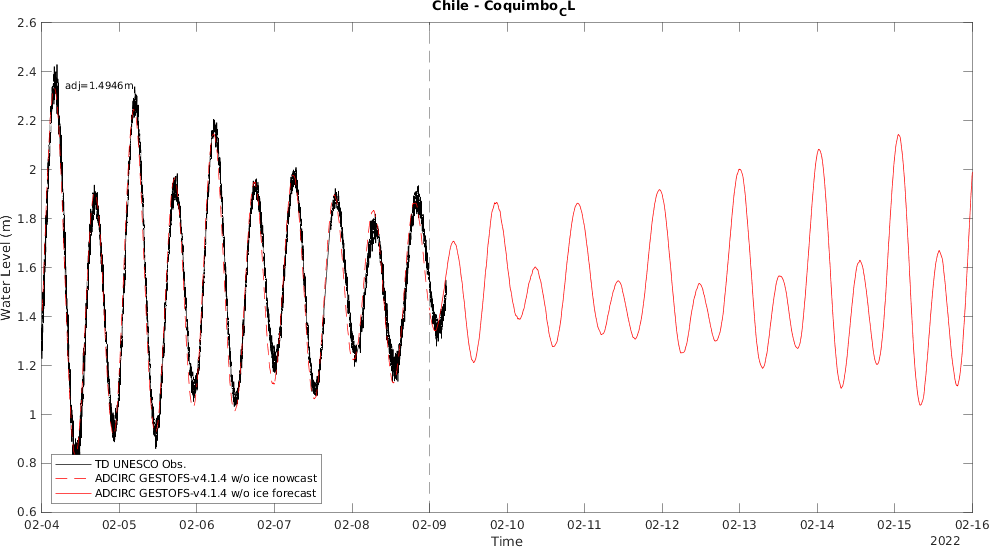 Chile - Coquimbo_CL
2.6
2.4
adj=1.4946m
2.2
2
1.8
1.6
1.4
1.2
1
0.8
0.6
Water Level (m)
TD UNESCO Obs.
ADCIRC GESTOFS-v4.1.4 w/o ice nowcast
ADCIRC GESTOFS-v4.1.4 w/o ice forecast
02-04 02-05 02-06 02-07 02-08 02-09 02-10 02-11 02-12 02-13 02-14 02-15 02-16
Time
2022